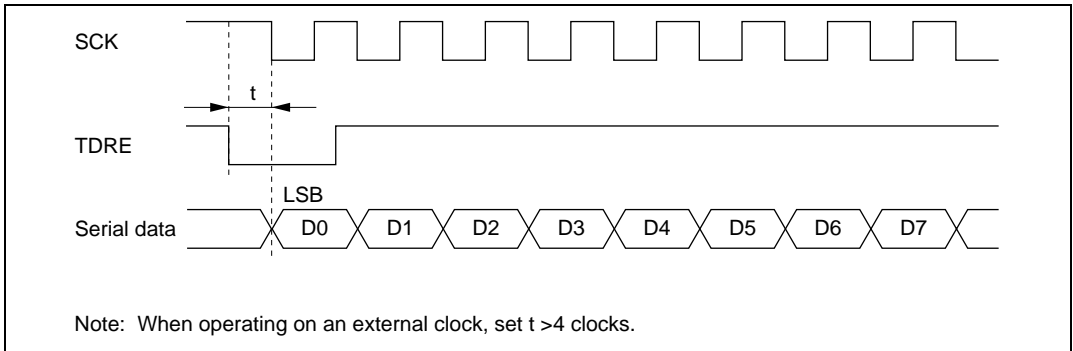 SCK
t
TDRE
LSB
Serial data D0 D1 D2 D3 D4 D5 D6 D7
Note: When operating on an external clock, set t >4 clocks.